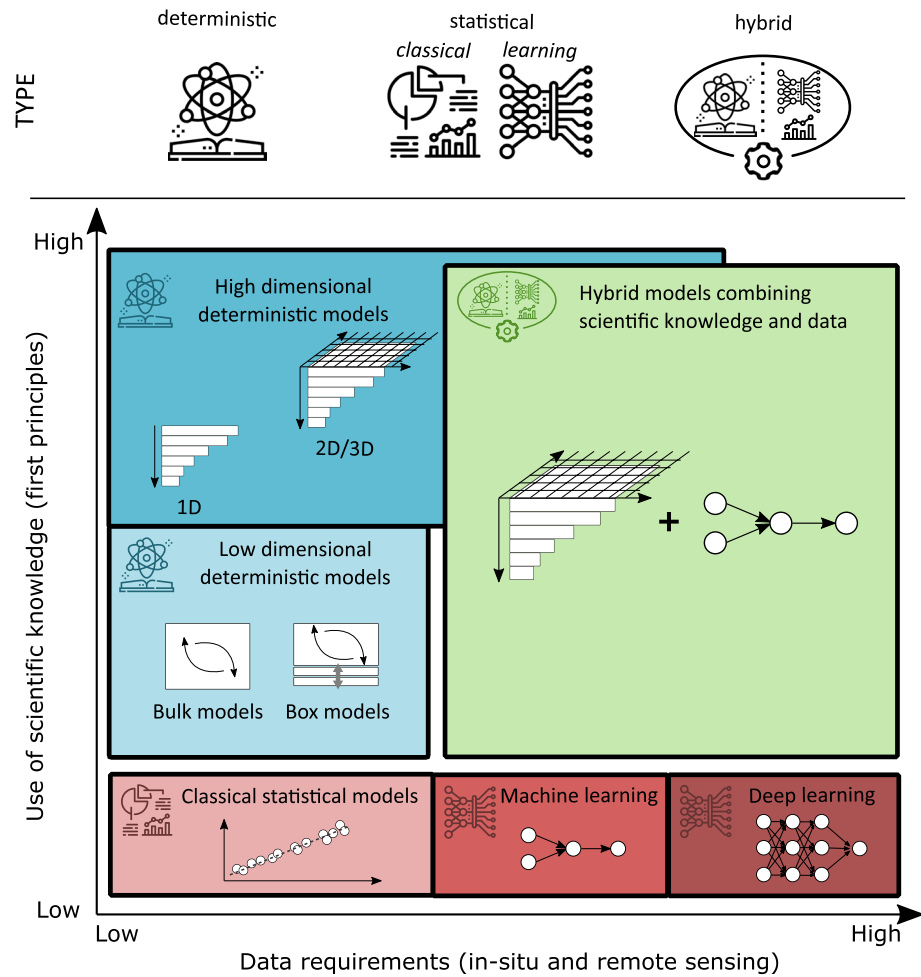 deterministic
statistical
hybrid
classical
learning
TYPE
High
High dimensional
deterministic models
2D/3D
1D
Hybrid models combining
scientific knowledge and data
+
Low dimensional
deterministic models
Bulk models
Box models
Classical statistical models
Machine learning
Deep learning
Use of scientific knowledge (first principles)
Low
Low
High
Data requirements (in-situ and remote sensing)